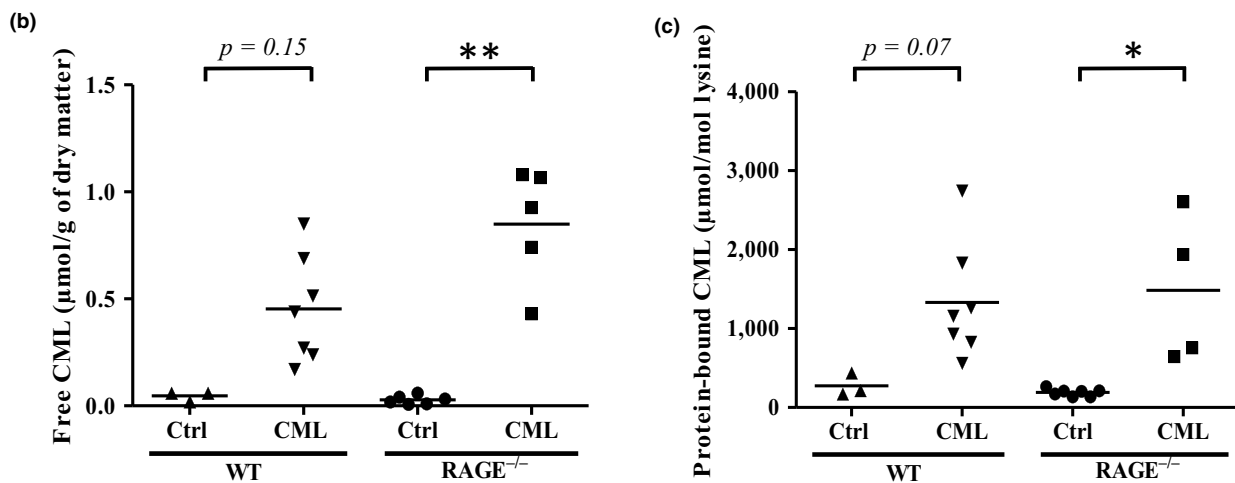 (b)
Free CML (μmol/g of dry matter)
p = 0.15
**
1.5
1.0
0.5
0.0
Ctrl CML Ctrl CML
WT RAGE−/−
(c)
Protein-bound CML (μmol/mol lysine)
p = 0.07
*
4,000
3,000
2,000
1,000
0
Ctrl CML Ctrl CML
WT RAGE−/−